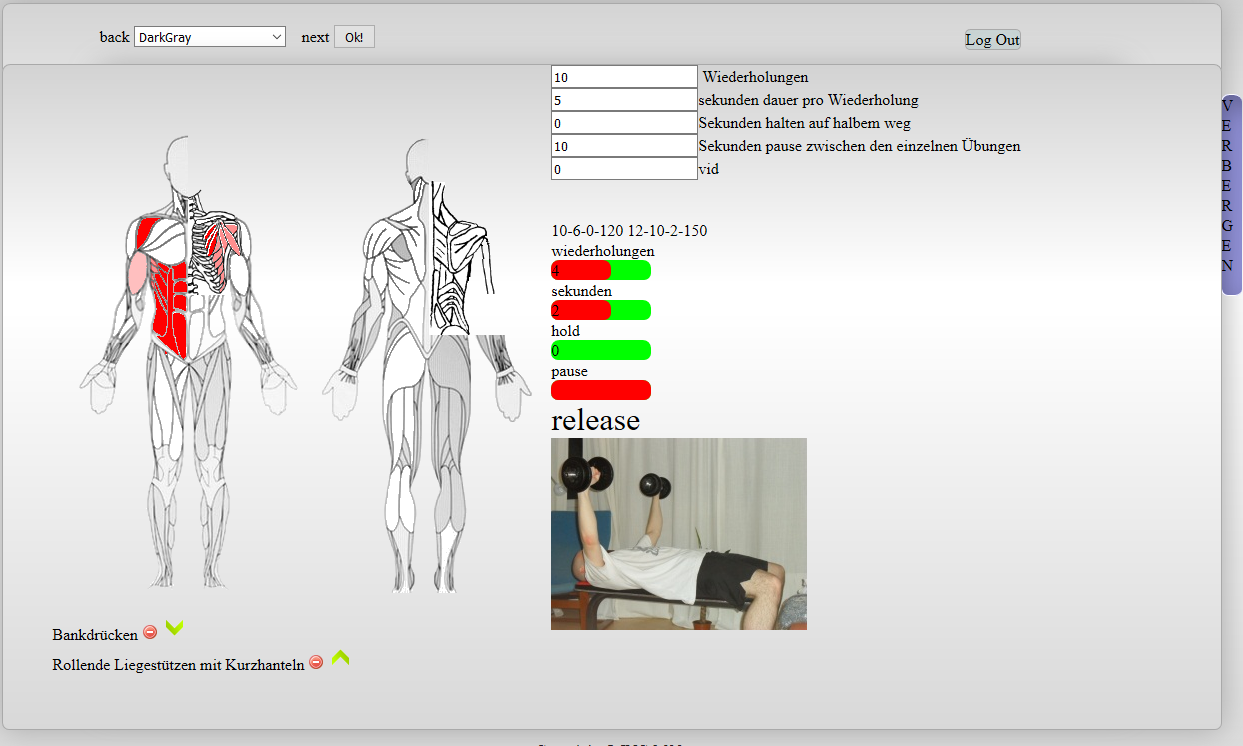 back DarkGray next Ok! Log Out
10 Wiederholungen
5 sekunden dauer pro Wiederholung
0 Sekunden halten auf halbem weg
10 Sekunden pause zwischen den einzelnen Übungen
0 vid
VERBERGEN
10-6-0-120 12-10-2-150
wiederholungen
4
sekunden
2
hold
0
pause
release
Bankdrücken
Rollende Liegestützen mit Kurzhanteln